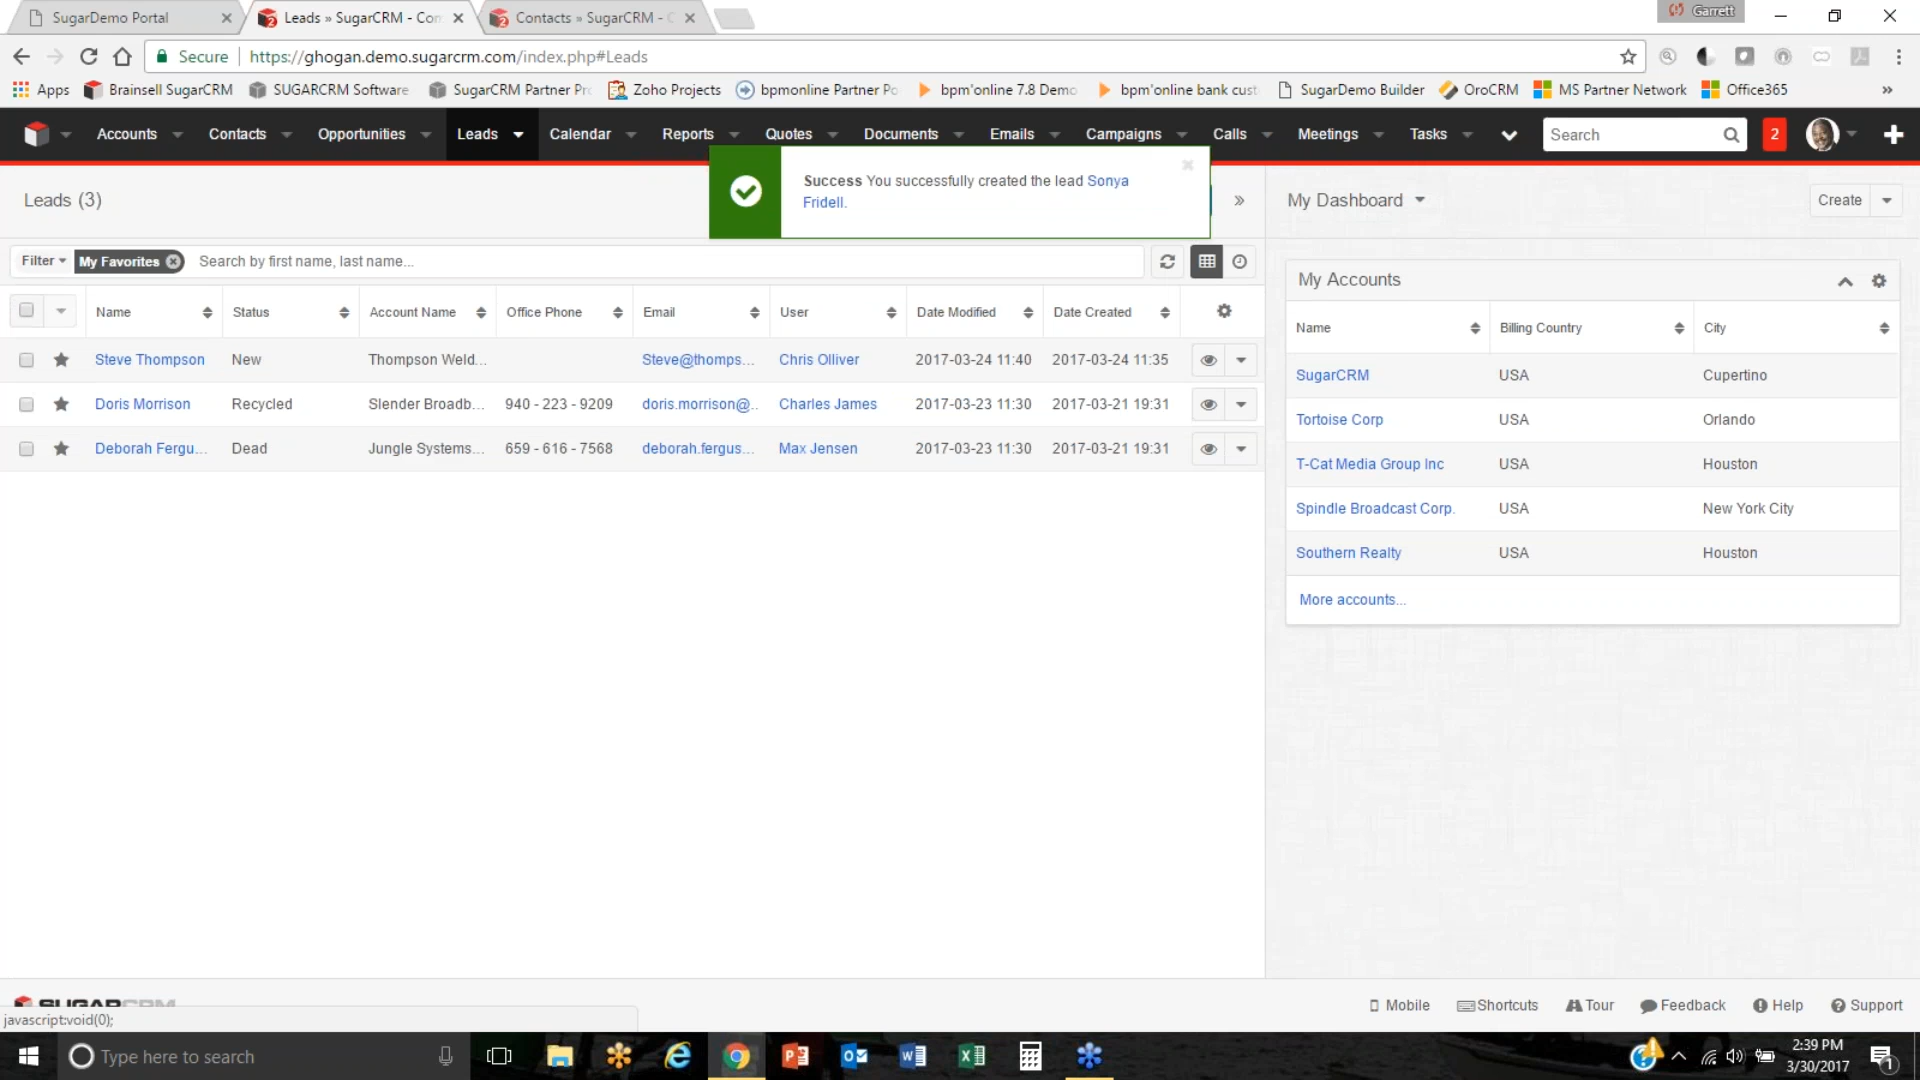 SugarDemo Portal
Leads » SugarCRM - Con
Contacts » SugarCRM - C
Garrett
Secure https://ghogan.demo.sugarcrm.com/index.php#Leads
Apps Brainsell SugarCRM SUGARCRM Software SugarCRM Partner Pr Zoho Projects bpmonline Partner Po bpm'online 7.8 Demo bpm'online bank cust SugarDemo Builder OroCRM MS Partner Network Office365 »
Accounts Contacts Opportunities Leads Calendar Reports Quotes Documents Emails Campaigns Calls Meetings Tasks Search 2
Success You successfully created the lead Sonya
Fridell.
Leads (3)
My Dashboard Create
Filter My Favorites Search by first name, last name...
My Accounts
Name Status Account Name Office Phone Email User Date Modified Date Created
Name Billing Country City
Steve Thompson New Thompson Weld... Steve@thomps... Chris Olliver 2017-03-24 11:40 2017-03-24 11:35
Doris Morrison Recycled Slender Broadb... 940 - 223 - 9209 doris.morrison@.. Charles James 2017-03-23 11:30 2017-03-21 19:31
Deborah Fergu... Dead Jungle Systems... 659 - 616 - 7568 deborah.fergus... Max Jensen 2017-03-23 11:30 2017-03-21 19:31
SugarCRM USA Cupertino
Tortoise Corp USA Orlando
T-Cat Media Group Inc USA Houston
Spindle Broadcast Corp. USA New York City
Southern Realty USA Houston
More accounts...
SUGARCRM
Mobile Shortcuts Tour Feedback Help Support
javascript:void(0);
Type here to search
2:39 PM
3/30/2017
1